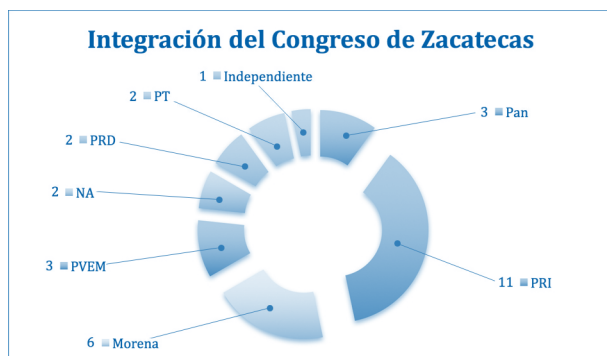 Integración del Congreso de Zacatecas
1 Independiente
2 PT
3 Pan
2 PRD
2 NA
3 PVEM
11 PRI
6 Morena